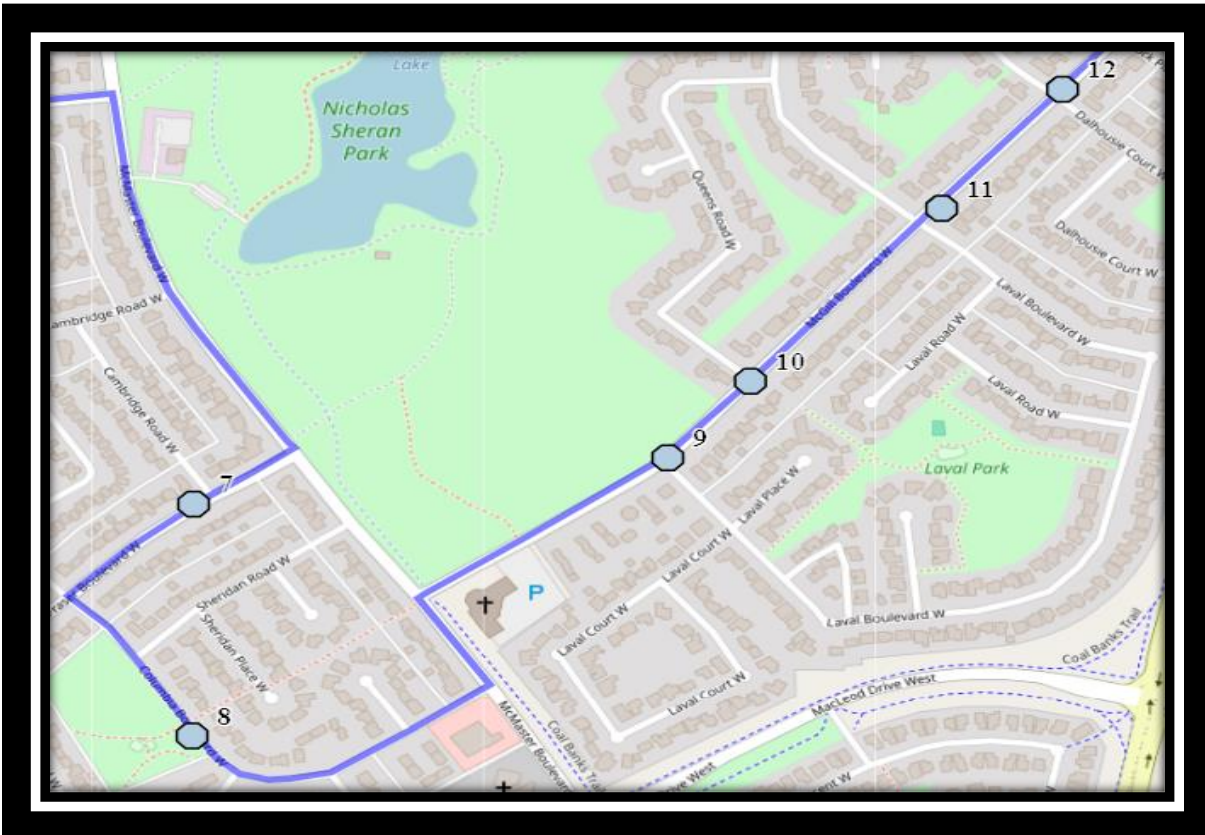 Lake
12
Nicholas
Sheran
Park
Dalhousie Court W
11
McMaster Boulevard W
Queens Road W
Dalhousie Court W
McGill Boulevard W
Laval Boulevard W
Cambridge Road W
Laval Road W
10
Cambridge Road W
Laval Road W
9
Laval Park
7
Laval Place W
Boulevard W
Laval Court W
Sheridan Road W
P
Laval Court W
Laval Boulevard W
Sheridan Place W
Coal Banks Trail
Columbia
8
Laval Court W
MacLeod Drive West
McMaster Boulevard
Coal Banks Trail
West
W